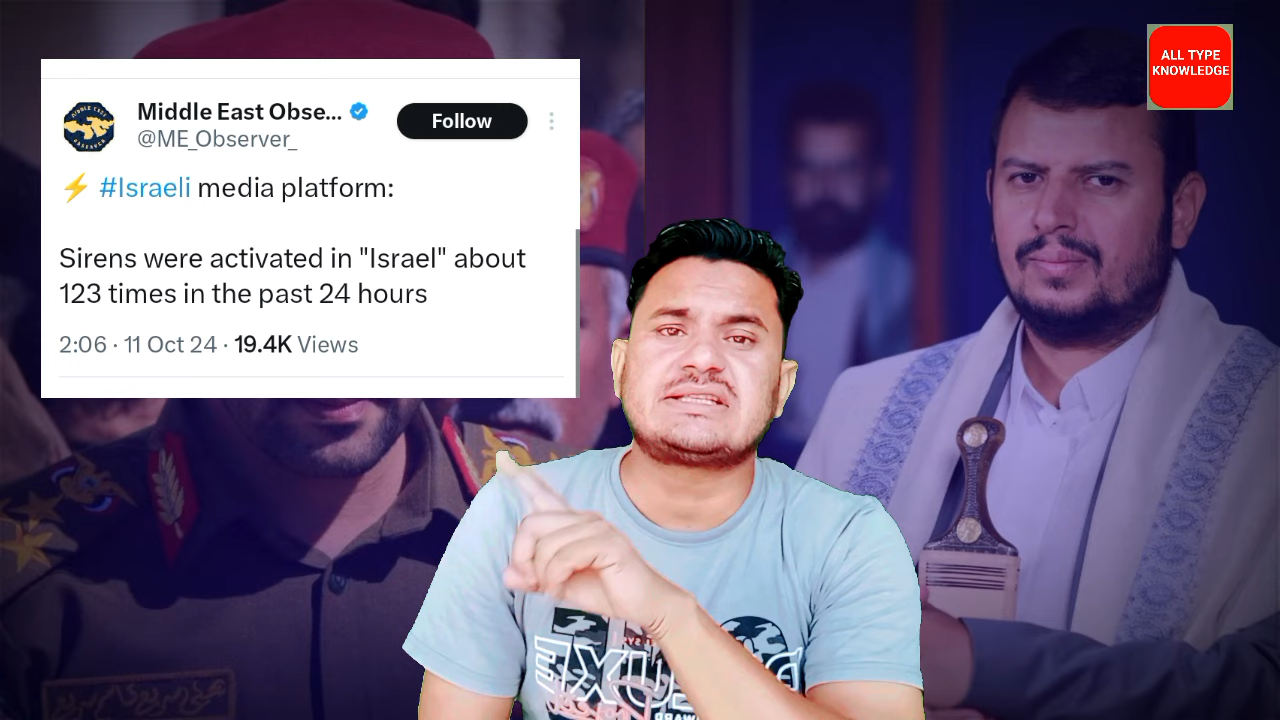 ALL TYPE
KNOWLEDGE
Middle East Obse...
Follow
@ME_Observer_
⚡ #Israeli media platform:
Sirens were activated in "Israel" about
123 times in the past 24 hours
2:06 · 11 Oct 24 · 19.4K Views